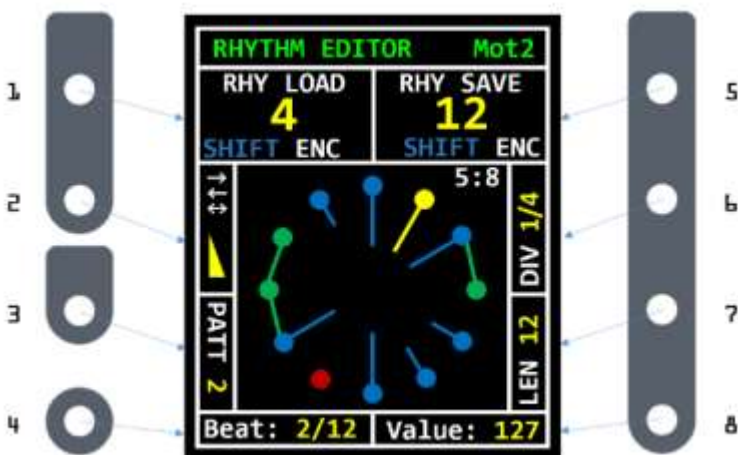 RHYTHM EDITOR Mot2
RHY LOAD RHY SAVE
4 12
SHIFT ENC SHIFT ENC
5:8
DIV 1/4
PATT 2
LEN 12
Beat: 2/12 Value: 127
1
2
3
4
5
6
7
8